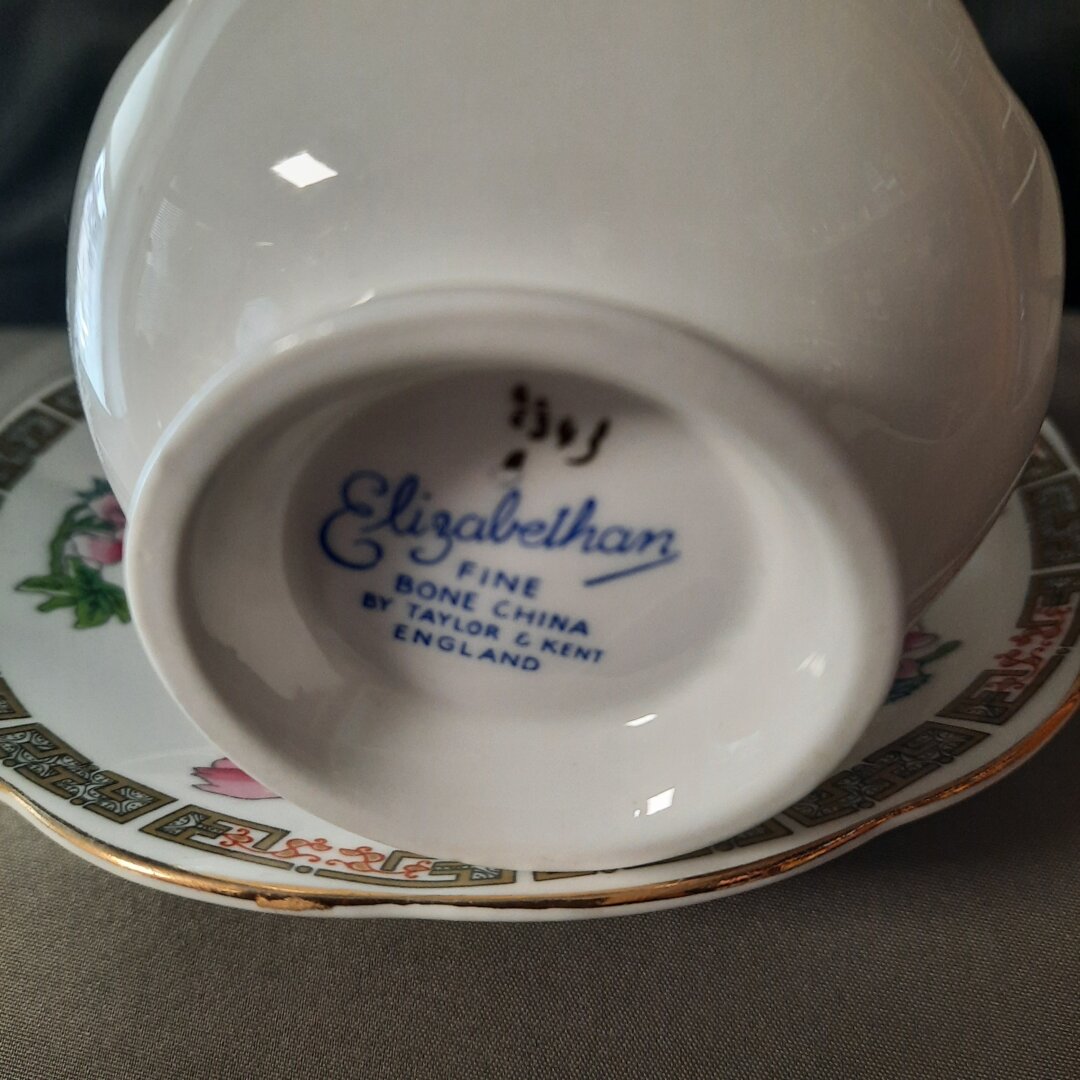 Elizabethan
FINE
BONE CHINA
BY TAYLOR & KENT
ENGLAND